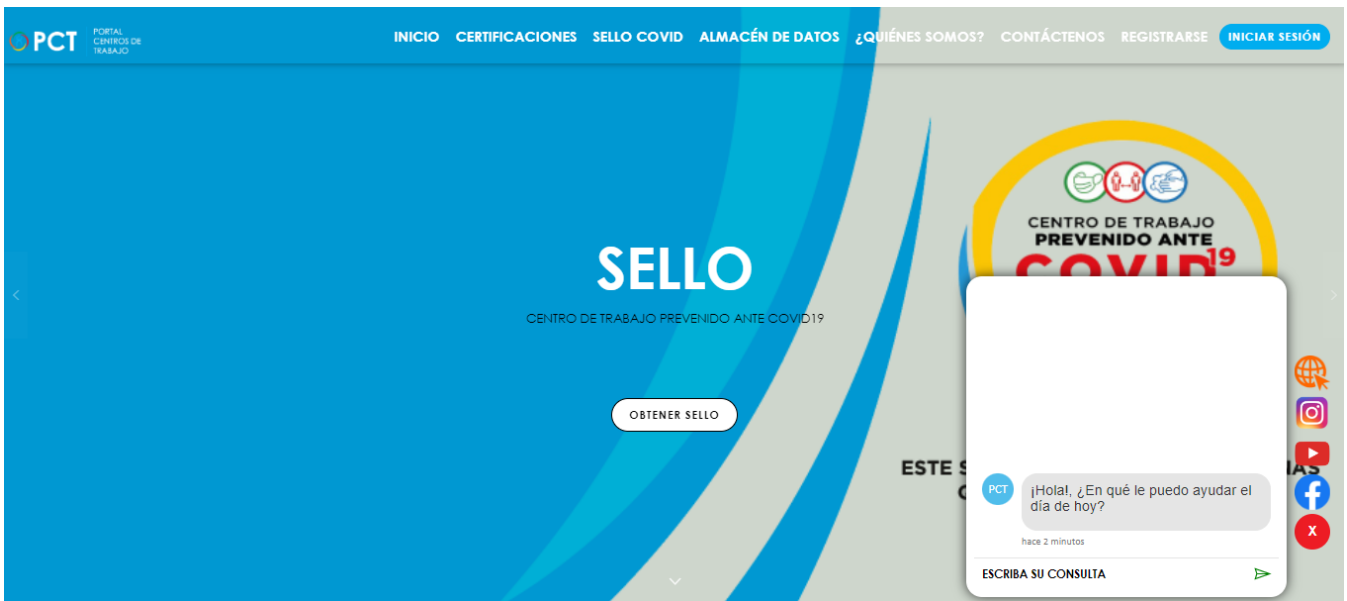 PCT
PORTAL
CENTROS DE
TRABAJO
INICIO CERTIFICACIONES SELLO COVID ALMACÉN DE DATOS ¿QUIÉNES SOMOS? CONTÁCTENOS REGISTRARSE INICIAR SESIÓN
CENTRO DE TRABAJO
PREVENIDO ANTE
COVID19
SELLO
CENTRO DE TRABAJO PREVENIDO ANTE COVID19
OBTENER SELLO
ESTE
PCT
¡Hola!, ¿En qué le puedo ayudar el
día de hoy?
hace 2 minutos
ESCRIBA SU CONSULTA
X